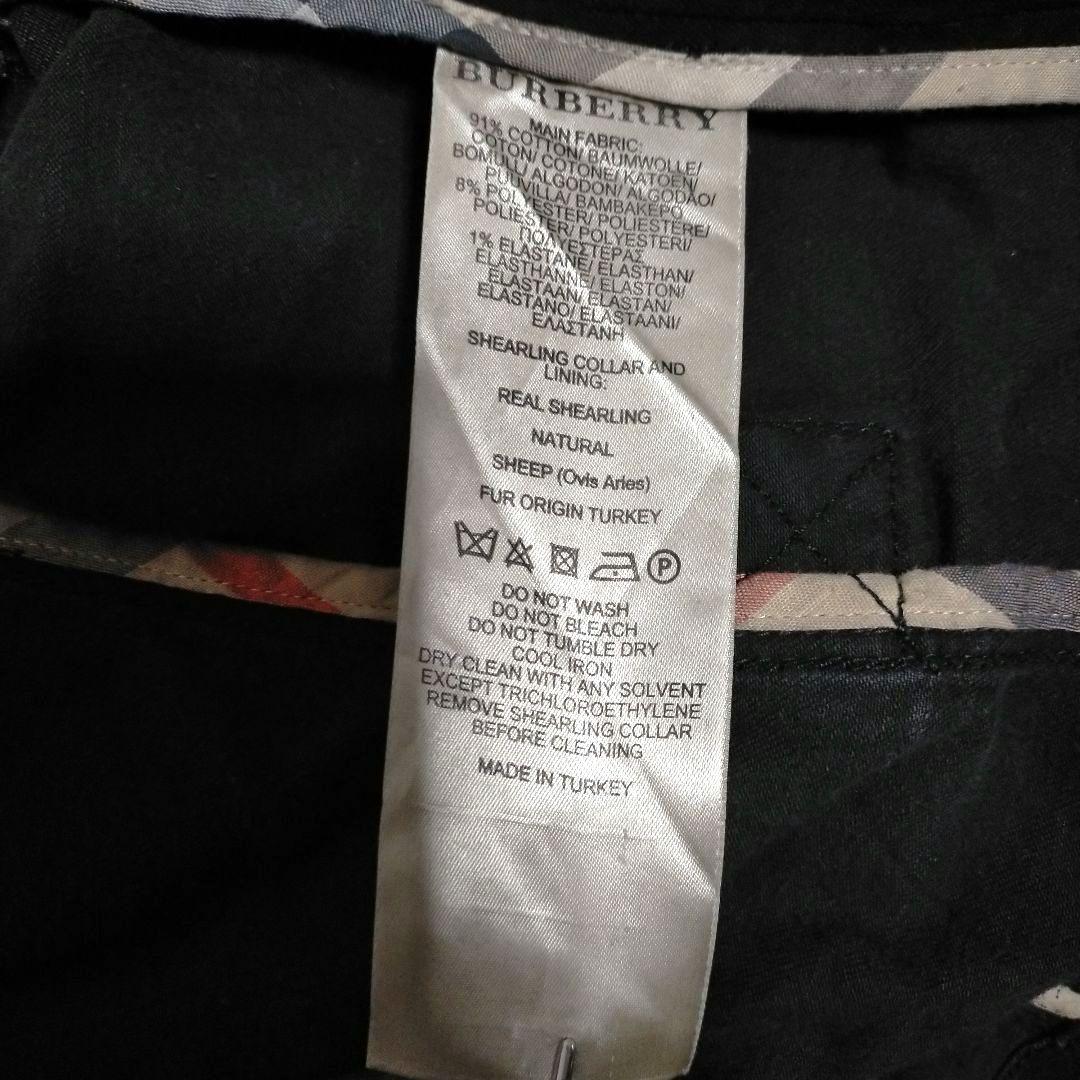 BURBERRY
MAIN FABRIC:
91% COTTON/ BAUMWOLLE/
COTON/ COTONE/ KATOEN/
BOMULL/ ALGODON/ ALGODÃO/
PUUVILLA/ ΒΑΜΒΑΚΕΡΟ
8% POLYESTER/ POLIESTERE/
POLIESTER/ POLYESTERI/
ΠΟΛΥΕΣΤΕΡΑΣ
1% ELASTANE/ ELASTHAN/
ELASTHANNE/ ELASTON/
ELASTAAN/ ELASTAN/
ELASTANO/ ELASTAANI/
ΕΛΑΣΤΑΝΗ
SHEARLING COLLAR AND
LINING:
REAL SHEARLING
NATURAL
SHEEP (Ovis Aries)
FUR ORIGIN TURKEY
P
DO NOT WASH
DO NOT BLEACH
DO NOT TUMBLE DRY
COOL IRON
DRY CLEAN WITH ANY SOLVENT
EXCEPT TRICHLOROETHYLENE
REMOVE SHEARLING COLLAR
BEFORE CLEANING
MADE IN TURKEY